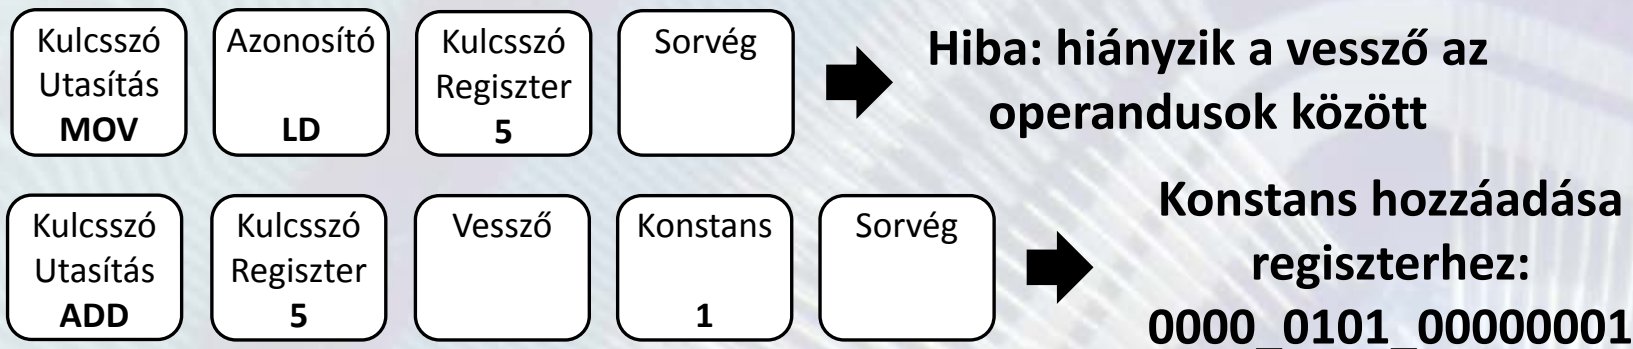 Kulcsszó
Utasítás
MOV
Azonosító
LD
Kulcsszó
Regiszter
5
Sorvég
Hiba: hiányzik a vessző az
operandusok között
Kulcsszó
Utasítás
ADD
Kulcsszó
Regiszter
5
Vessző
Konstans
1
Sorvég
Konstans hozzáadása
regiszterhez:
0000_0101_00000001